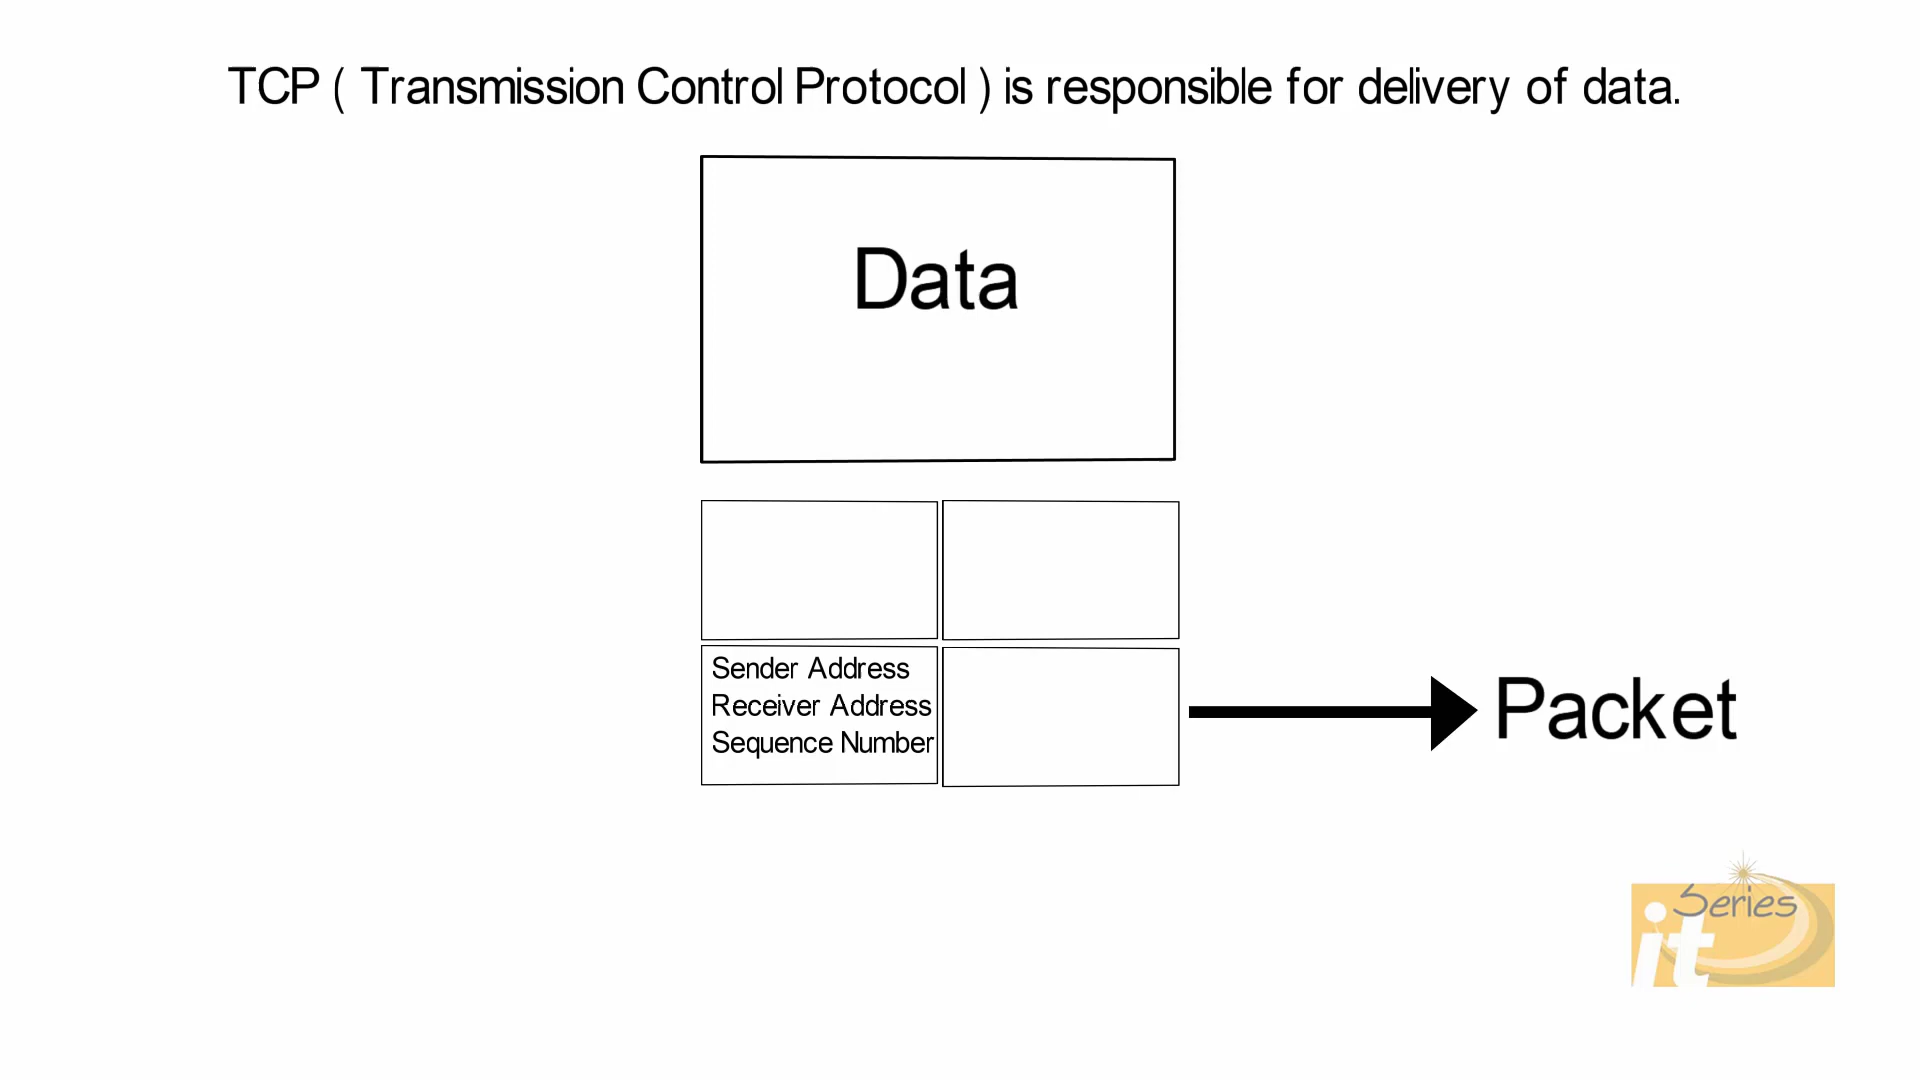 TCP ( Transmission Control Protocol ) is responsible for delivery of data.
Data
Sender Address
Receiver Address
Sequence Number
Packet
Series
it